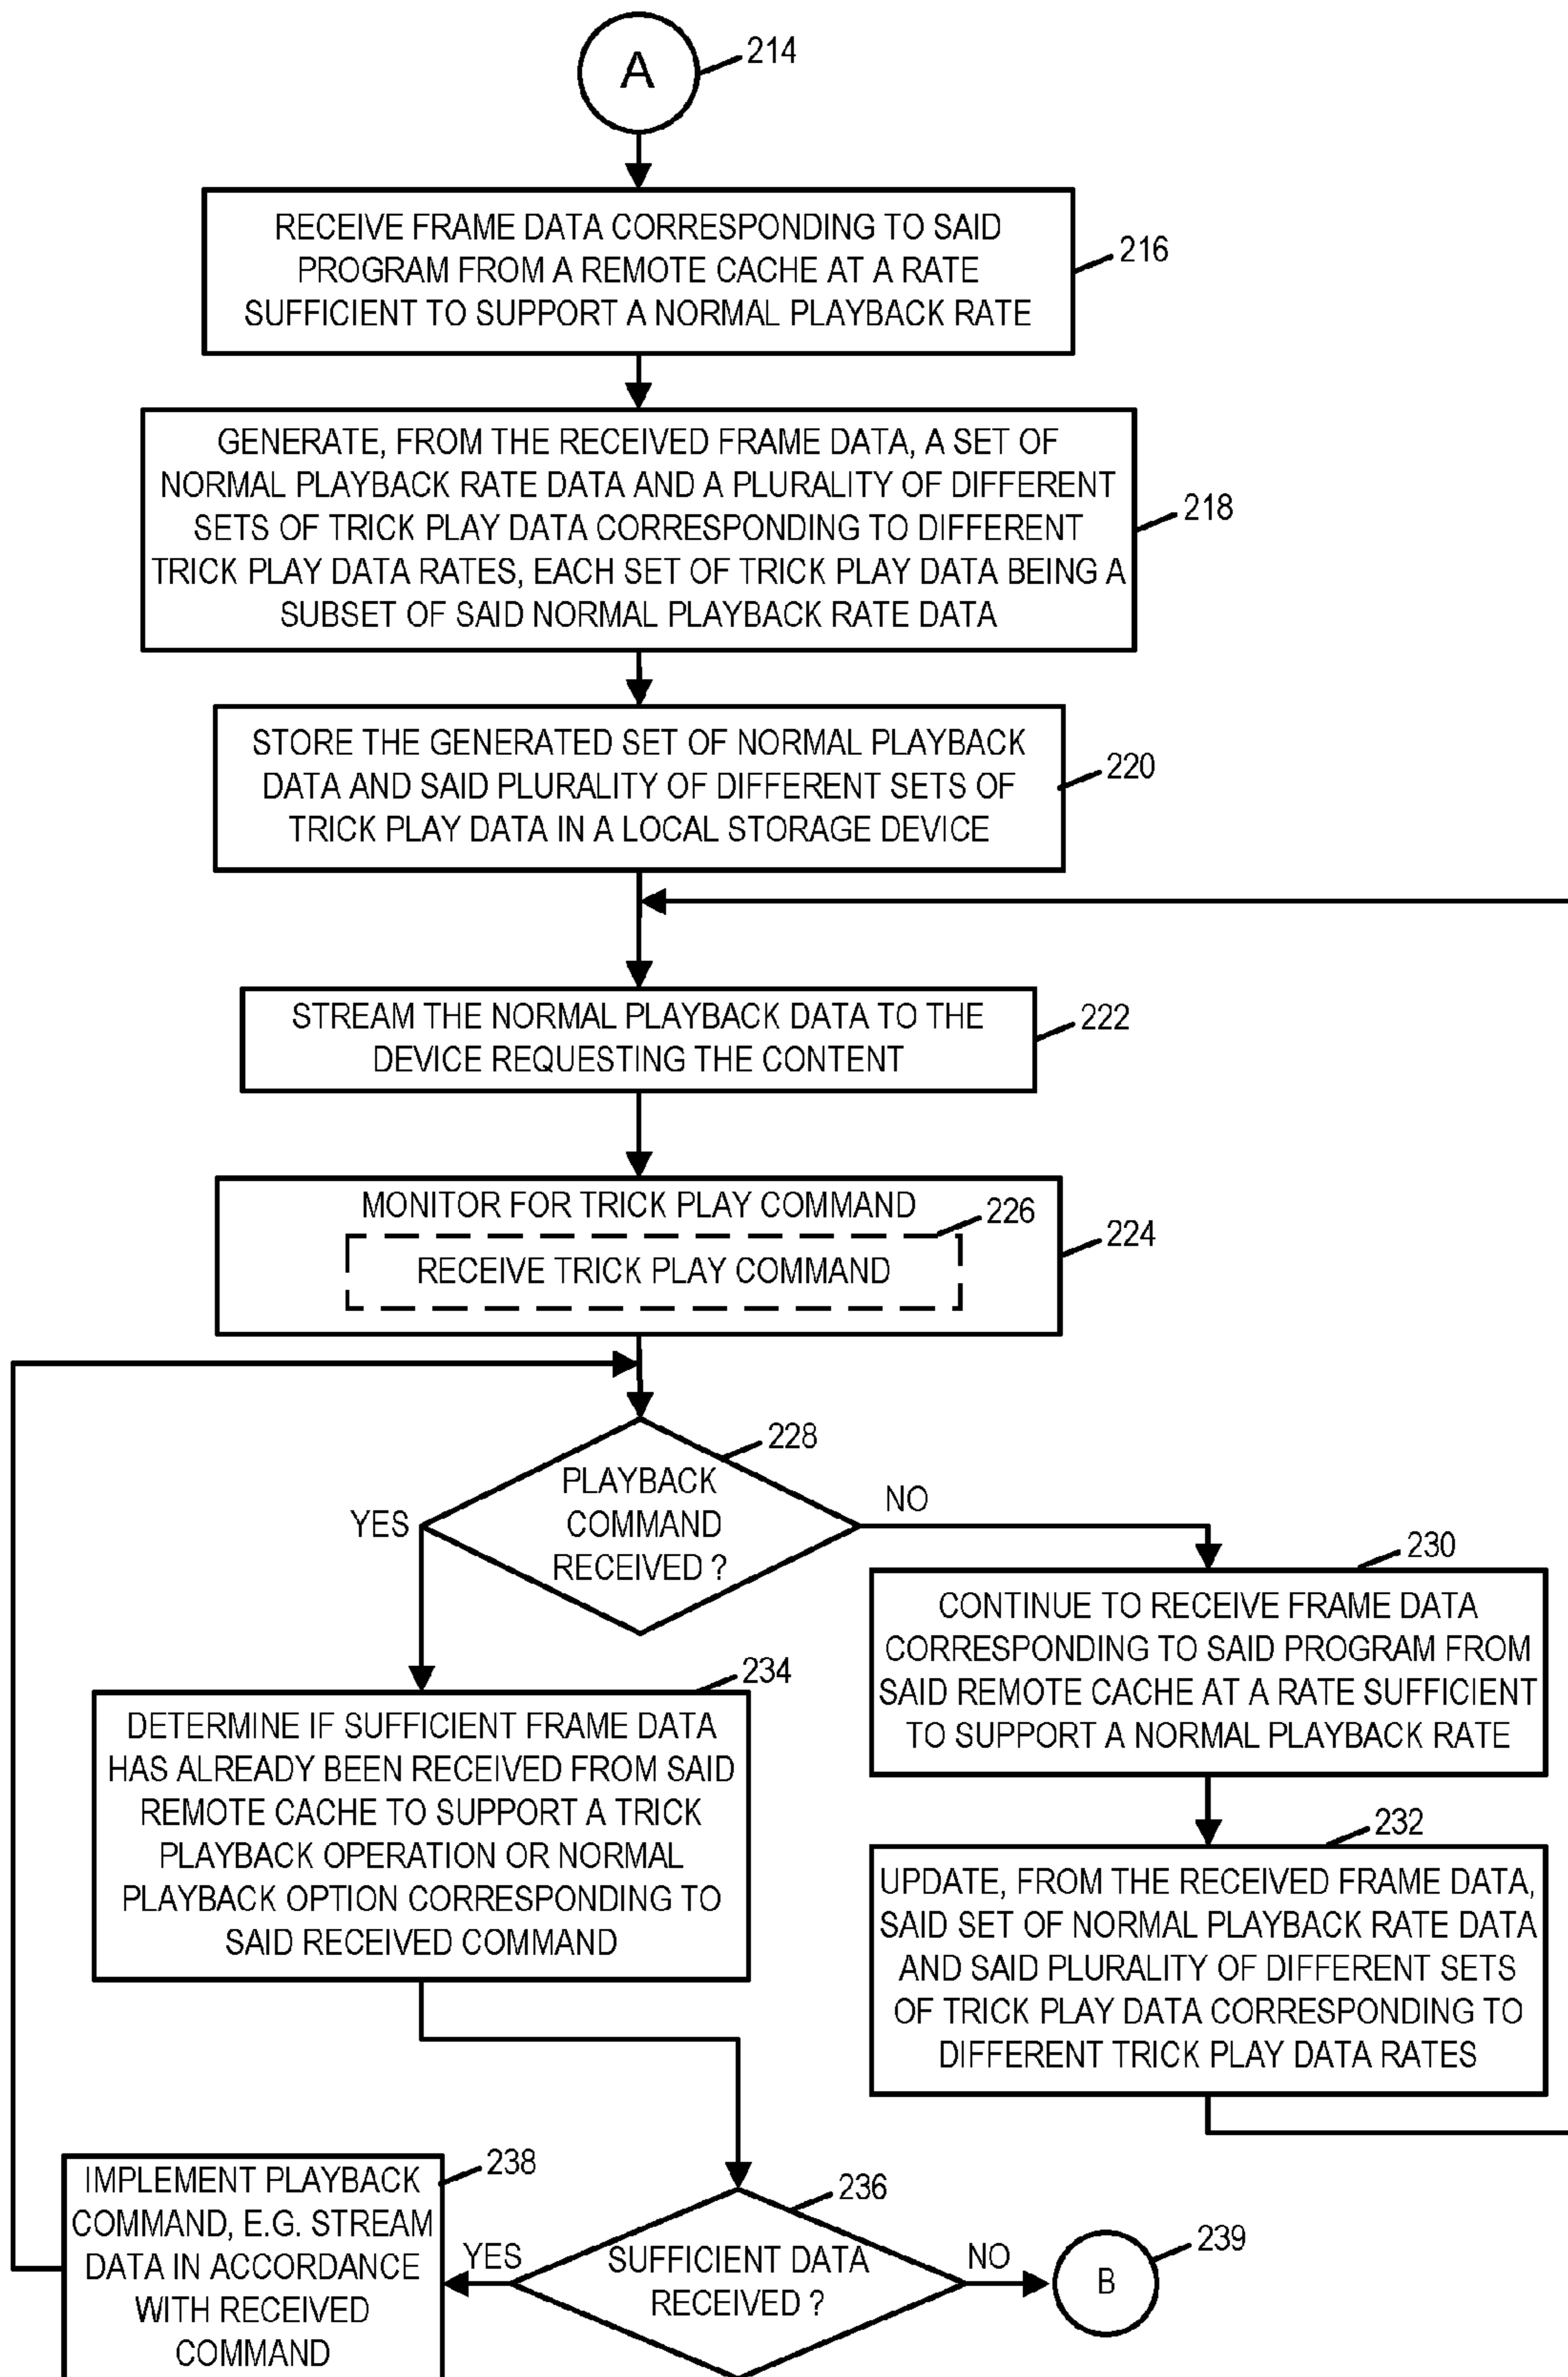 A
214
RECEIVE FRAME DATA CORRESPONDING TO SAID
PROGRAM FROM A REMOTE CACHE AT A RATE
SUFFICIENT TO SUPPORT A NORMAL PLAYBACK RATE
216
GENERATE, FROM THE RECEIVED FRAME DATA, A SET OF
NORMAL PLAYBACK RATE DATA AND A PLURALITY OF DIFFERENT
SETS OF TRICK PLAY DATA CORRESPONDING TO DIFFERENT
TRICK PLAY DATA RATES, EACH SET OF TRICK PLAY DATA BEING A
SUBSET OF SAID NORMAL PLAYBACK RATE DATA
218
STORE THE GENERATED SET OF NORMAL PLAYBACK
DATA AND SAID PLURALITY OF DIFFERENT SETS OF
TRICK PLAY DATA IN A LOCAL STORAGE DEVICE
220
STREAM THE NORMAL PLAYBACK DATA TO THE
DEVICE REQUESTING THE CONTENT
222
MONITOR FOR TRICK PLAY COMMAND
226
RECEIVE TRICK PLAY COMMAND
224
228
PLAYBACK
COMMAND
RECEIVED ?
YES
NO
230
CONTINUE TO RECEIVE FRAME DATA
CORRESPONDING TO SAID PROGRAM FROM
SAID REMOTE CACHE AT A RATE SUFFICIENT
TO SUPPORT A NORMAL PLAYBACK RATE
232
UPDATE, FROM THE RECEIVED FRAME DATA,
SAID SET OF NORMAL PLAYBACK RATE DATA
AND SAID PLURALITY OF DIFFERENT SETS
OF TRICK PLAY DATA CORRESPONDING TO
DIFFERENT TRICK PLAY DATA RATES
234
DETERMINE IF SUFFICIENT FRAME DATA
HAS ALREADY BEEN RECEIVED FROM SAID
REMOTE CACHE TO SUPPORT A TRICK
PLAYBACK OPERATION OR NORMAL
PLAYBACK OPTION CORRESPONDING TO
SAID RECEIVED COMMAND
236
SUFFICIENT DATA
RECEIVED ?
YES
NO
238
IMPLEMENT PLAYBACK
COMMAND, E.G. STREAM
DATA IN ACCORDANCE
WITH RECEIVED
COMMAND
B
239